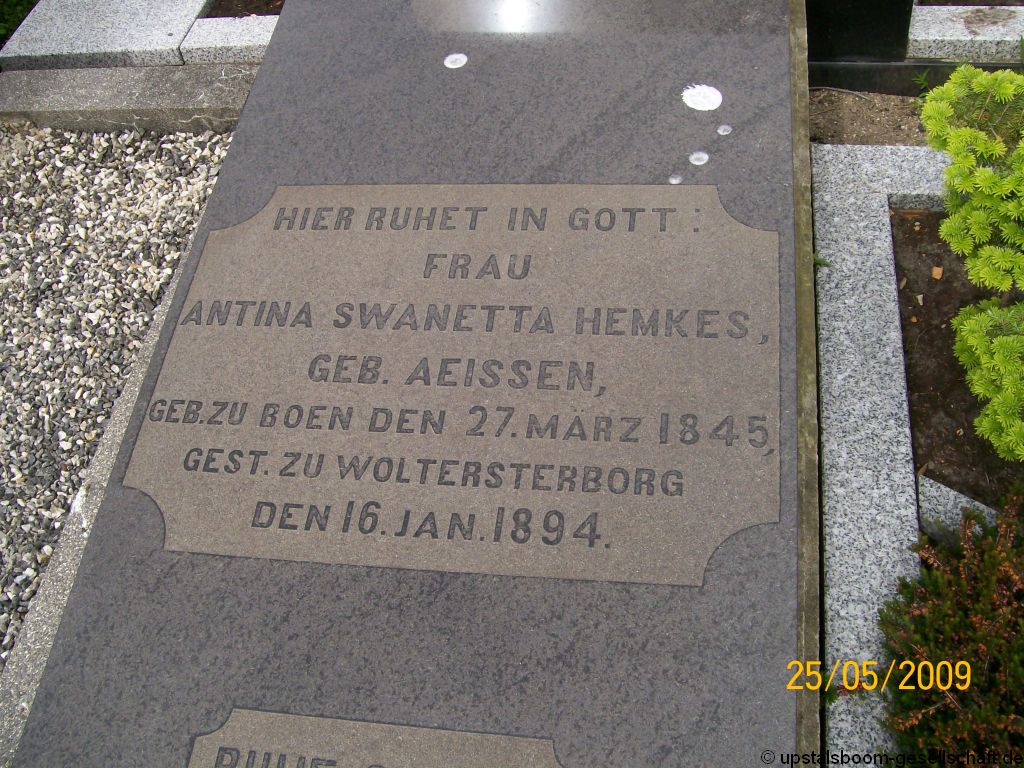 HIER RUHET IN GOTT:
FRAU
ANTINA SWANETTA HEMKES,
GEB. AEISSEN,
GEB. ZU BOEN DEN 27. MÄRZ 1845,
GEST. ZU WOLTERSTERBORG
DEN 16. JAN. 1894.
25/05/2009
© upstalsboom-gesellschaft.de